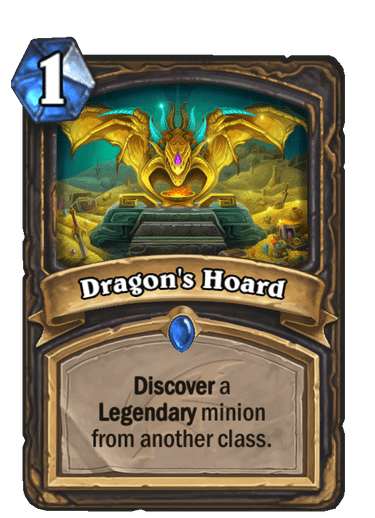 1
Dragon's Hoard
Discover a
Legendary minion
from another class.